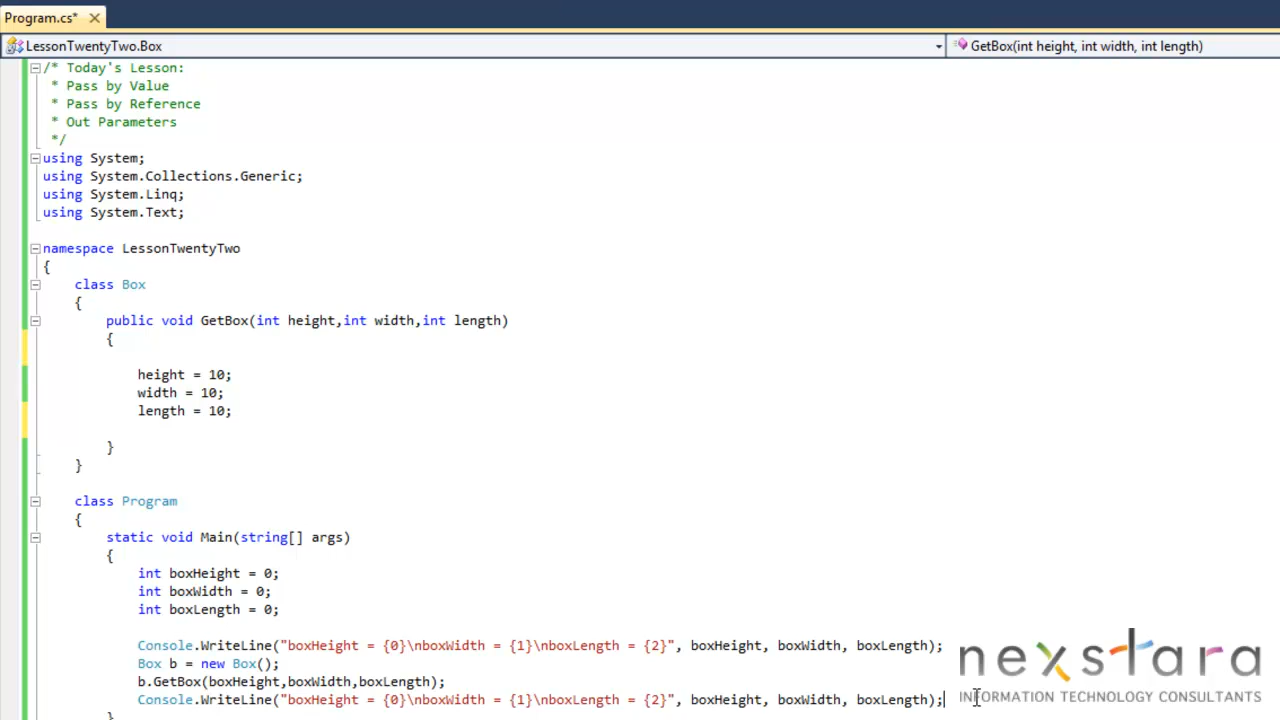 Program.cs*
LessonTwentyTwo.Box
GetBox(int height, int width, int length)
/* Today's Lesson:
 * Pass by Value
 * Pass by Reference
 * Out Parameters
 */
using System;
using System.Collections.Generic;
using System.Linq;
using System.Text;
namespace LessonTwentyTwo
{
    class Box
    {
        public void GetBox(int height,int width,int length)
        {
            height = 10;
            width = 10;
            length = 10;
        }
    }
    class Program
    {
        static void Main(string[] args)
        {
            int boxHeight = 0;
            int boxWidth = 0;
            int boxLength = 0;
            Console.WriteLine("boxHeight = {0}\nboxWidth = {1}\nboxLength = {2}", boxHeight, boxWidth, boxLength);
            Box b = new Box();
            b.GetBox(boxHeight,boxWidth,boxLength);
            Console.WriteLine("boxHeight = {0}\nboxWidth = {1}\nboxLength = {2}", boxHeight, boxWidth, boxLength);
        }
nexstara
INFORMATION TECHNOLOGY CONSULTANTS